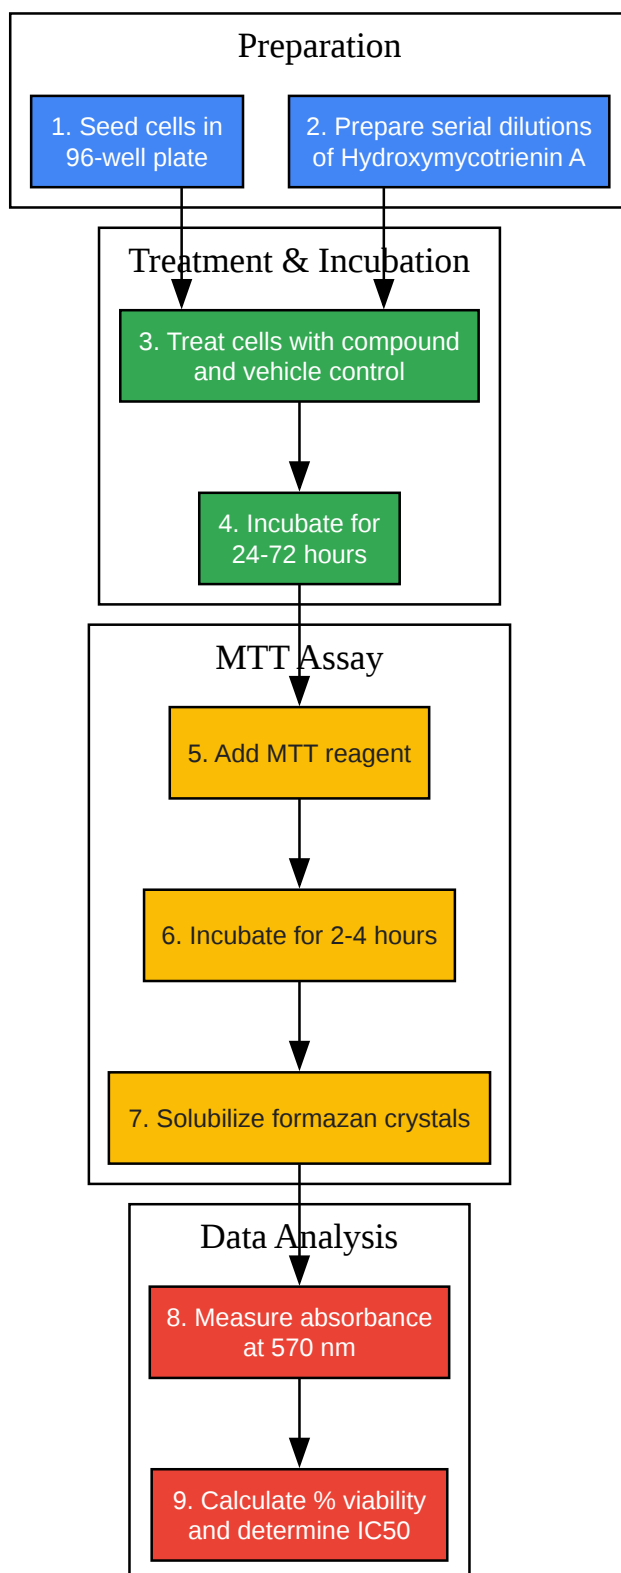 Preparation
1. Seed cells in
96-well plate
2. Prepare serial dilutions
of Hydroxymycotrienin A
Treatment & Incubation
3. Treat cells with compound
and vehicle control
4. Incubate for
24-72 hours
MTT Assay
5. Add MTT reagent
6. Incubate for 2-4 hours
7. Solubilize formazan crystals
Data Analysis
8. Measure absorbance
at 570 nm
9. Calculate % viability
and determine IC50